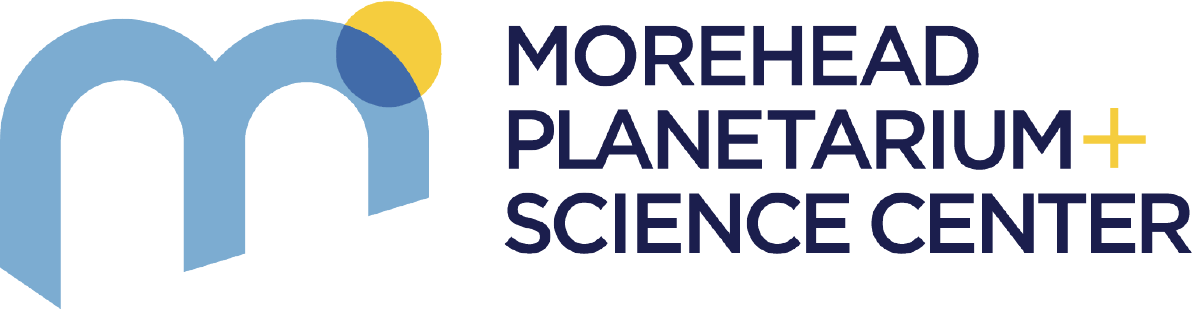 MOREHEAD
PLANETARIUM+
SCIENCE CENTER